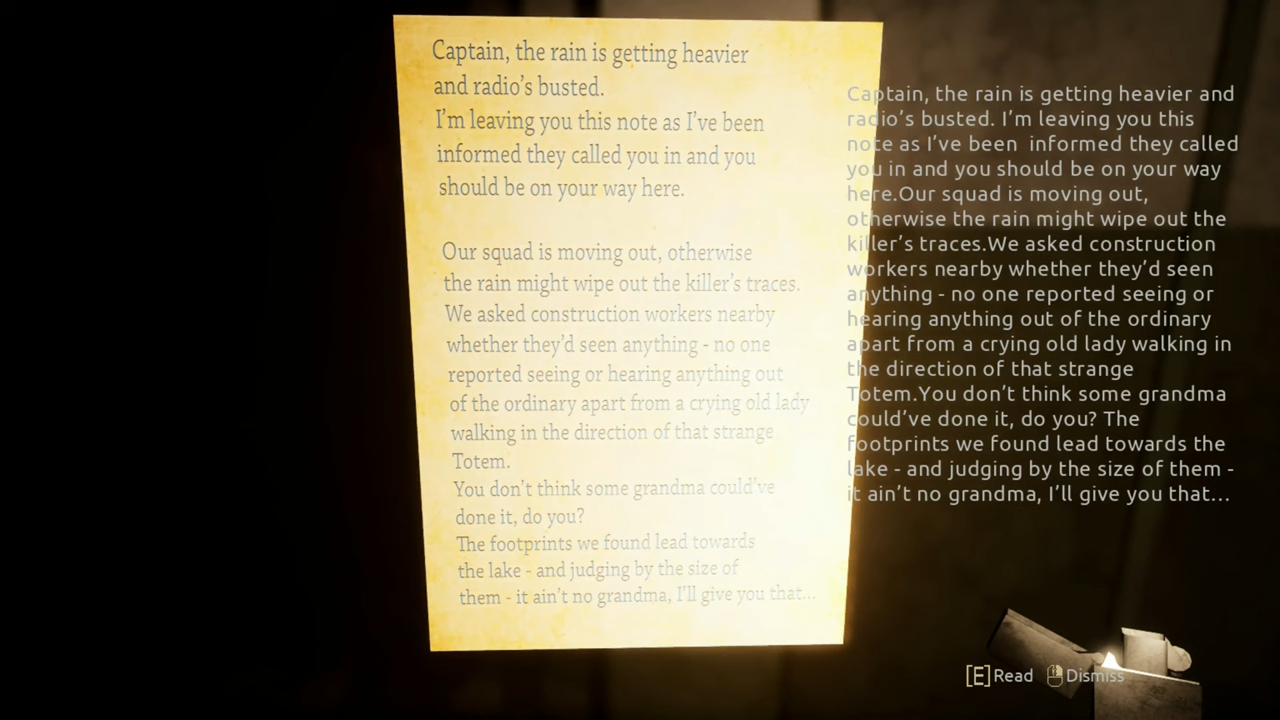 Captain, the rain is getting heavier
and radio's busted.
I'm leaving you this note as I've been
informed they called you in and you
should be on your way here.
Our squad is moving out, otherwise
the rain might wipe out the killer's traces.
We asked construction workers nearby
whether they'd seen anything - no one
reported seeing or hearing anything out
of the ordinary apart from a crying old lady
walking in the direction of that strange
Totem.
You don't think some grandma could've
done it, do you?
The footprints we found lead towards
the lake - and judging by the size of
them - it ain't no grandma, I'll give you that...
Captain, the rain is getting heavier and
radio's busted. I'm leaving you this
note as I've been  informed they called
you in and you should be on your way
here.Our squad is moving out,
otherwise the rain might wipe out the
killer's traces.We asked construction
workers nearby whether they'd seen
anything - no one reported seeing or
hearing anything out of the ordinary
apart from a crying old lady walking in
the direction of that strange
Totem.You don't think some grandma
could've done it, do you? The
footprints we found lead towards the
lake - and judging by the size of them -
it ain't no grandma, I'll give you that...
[E]Read Dismiss